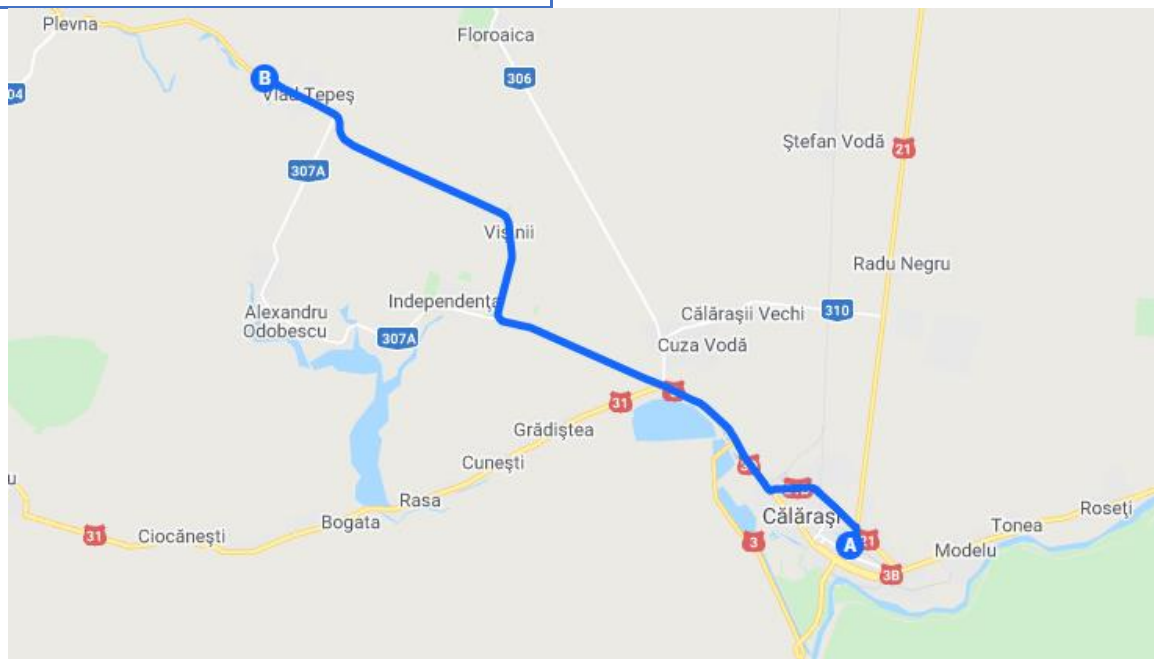 Plevna
Floroaica
B
306
04
Vlad Țepeș
Ștefan Vodă
21
307A
Vișinii
Radu Negru
Independența
Călărașii Vechi
310
Alexandru
Odobescu
307A
Cuza Vodă
31
Grădiștea
Cunești
u
Rasa
Călărași
Roseți
Bogata
Tonea
31
Ciocănești
3
A
21
Modelu
3B